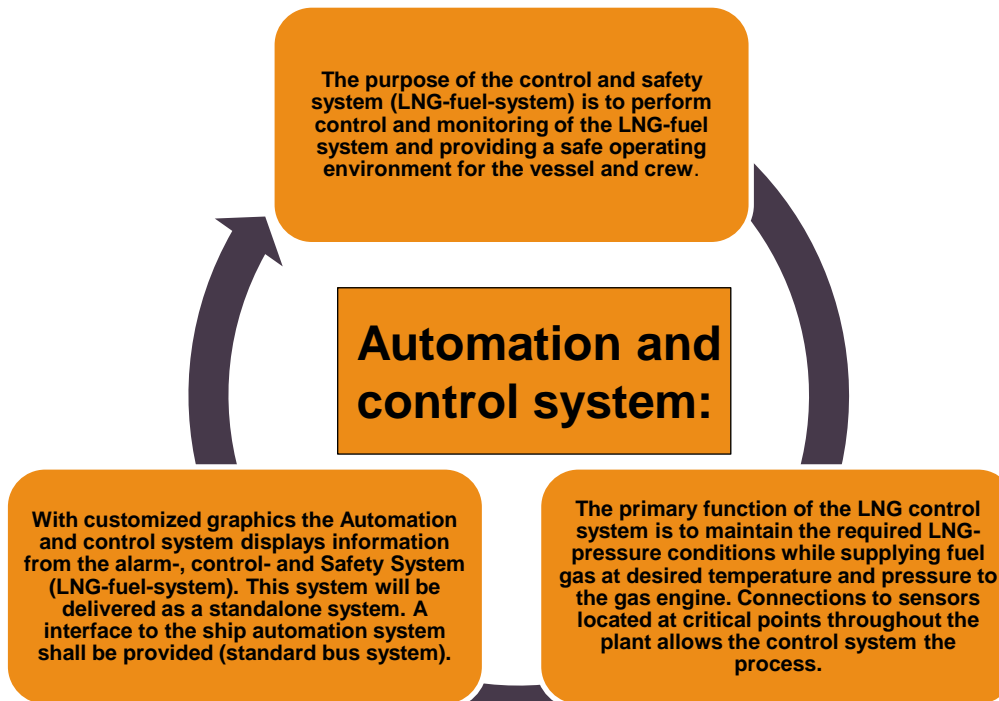 The purpose of the control and safety
system (LNG-fuel-system) is to perform
control and monitoring of the LNG-fuel
system and providing a safe operating
environment for the vessel and crew.
Automation and
control system:
With customized graphics the Automation
and control system displays information
from the alarm-, control- and Safety System
(LNG-fuel-system). This system will be
delivered as a standalone system. A
interface to the ship automation system
shall be provided (standard bus system).
The primary function of the LNG control
system is to maintain the required LNG-
pressure conditions while supplying fuel
gas at desired temperature and pressure to
the gas engine. Connections to sensors
located at critical points throughout the
plant allows the control system the
process.